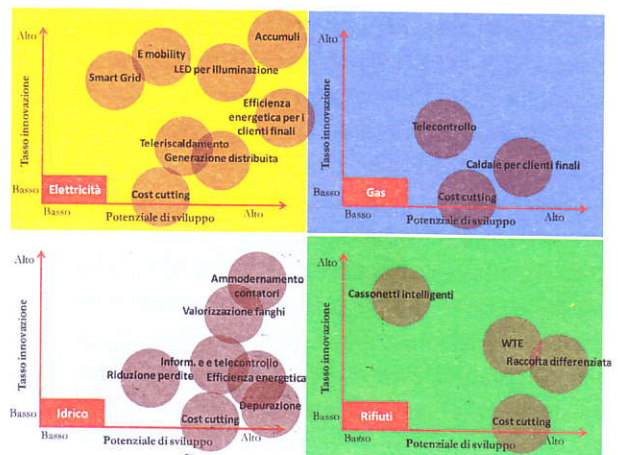 Alto
Tasso innovazione
Accumuli
E mobility
LED per illuminazione
Smart Grid
Efficienza
energetica per i
clienti finali
Teleriscaldamento
Generazione distribuita
Cost cutting
Basso
Elettricità
Basso
Potenziale di sviluppo
Alto
Alto
Tasso innovazione
Telecontrollo
Caldaie per clienti finali
Cost cutting
Basso
Gas
Basso
Potenziale di sviluppo
Alto
Alto
Tasso innovazione
Ammodernamento
contatori
Valorizzazione fanghi
Inform. e e telecontrollo
Riduzione perdite
Efficienza energetica
Depurazione
Cost cutting
Basso
Idrico
Basso
Potenziale di sviluppo
Alto
Alto
Tasso innovazione
Cassonetti intelligenti
WTE
Raccolta differenziata
Cost cutting
Basso
Rifiuti
Basso
Potenziale di sviluppo
Alto